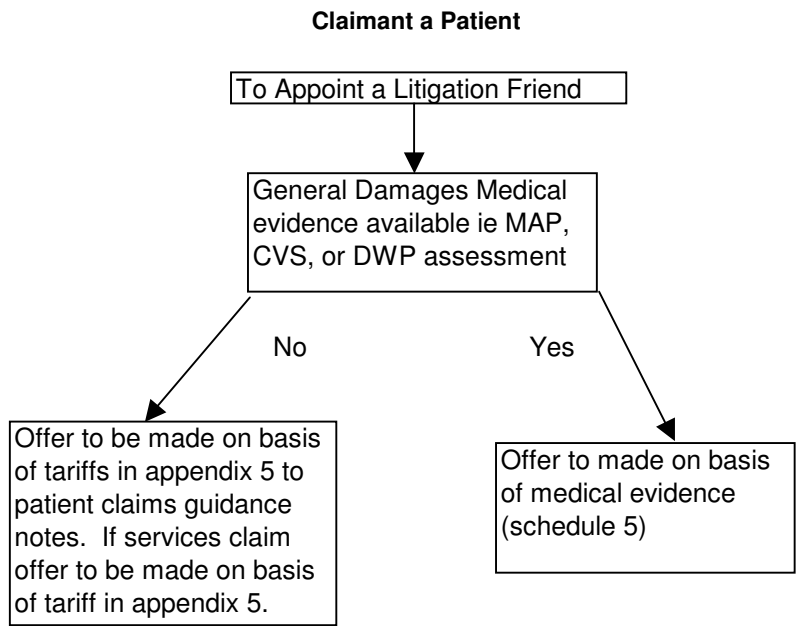 Claimant a Patient
To Appoint a Litigation Friend
General Damages Medical
evidence available ie MAP,
CVS, or DWP assessment
No
Yes
Offer to be made on basis
of tariffs in appendix 5 to
patient claims guidance
notes.  If services claim
offer to be made on basis
of tariff in appendix 5.
Offer to made on basis
of medical evidence
(schedule 5)